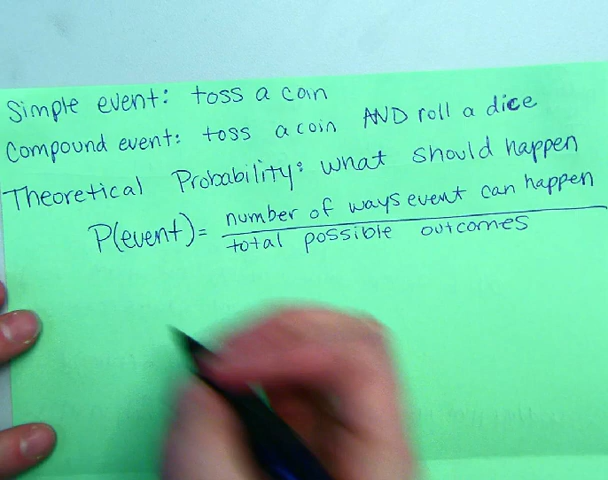 Simple event: toss a coin
Compound event: toss a coin AND roll a dice
Theoretical Probability: what should happen
P(event) = number of ways event can happen
total possible outcomes